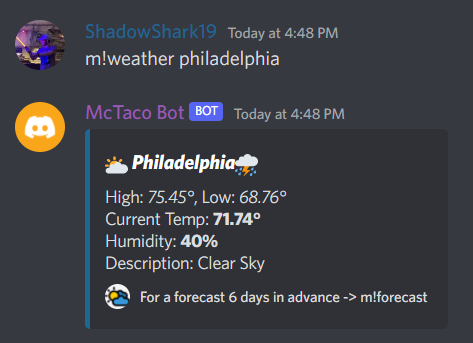 ShadowShark19 Today at 4:48 PM
m!weather philadelphia
McTaco Bot BOT Today at 4:48 PM
Philadelphia
High: 75.45°, Low: 68.76°
Current Temp: 71.74°
Humidity: 40%
Description: Clear Sky
For a forecast 6 days in advance -> m!forecast